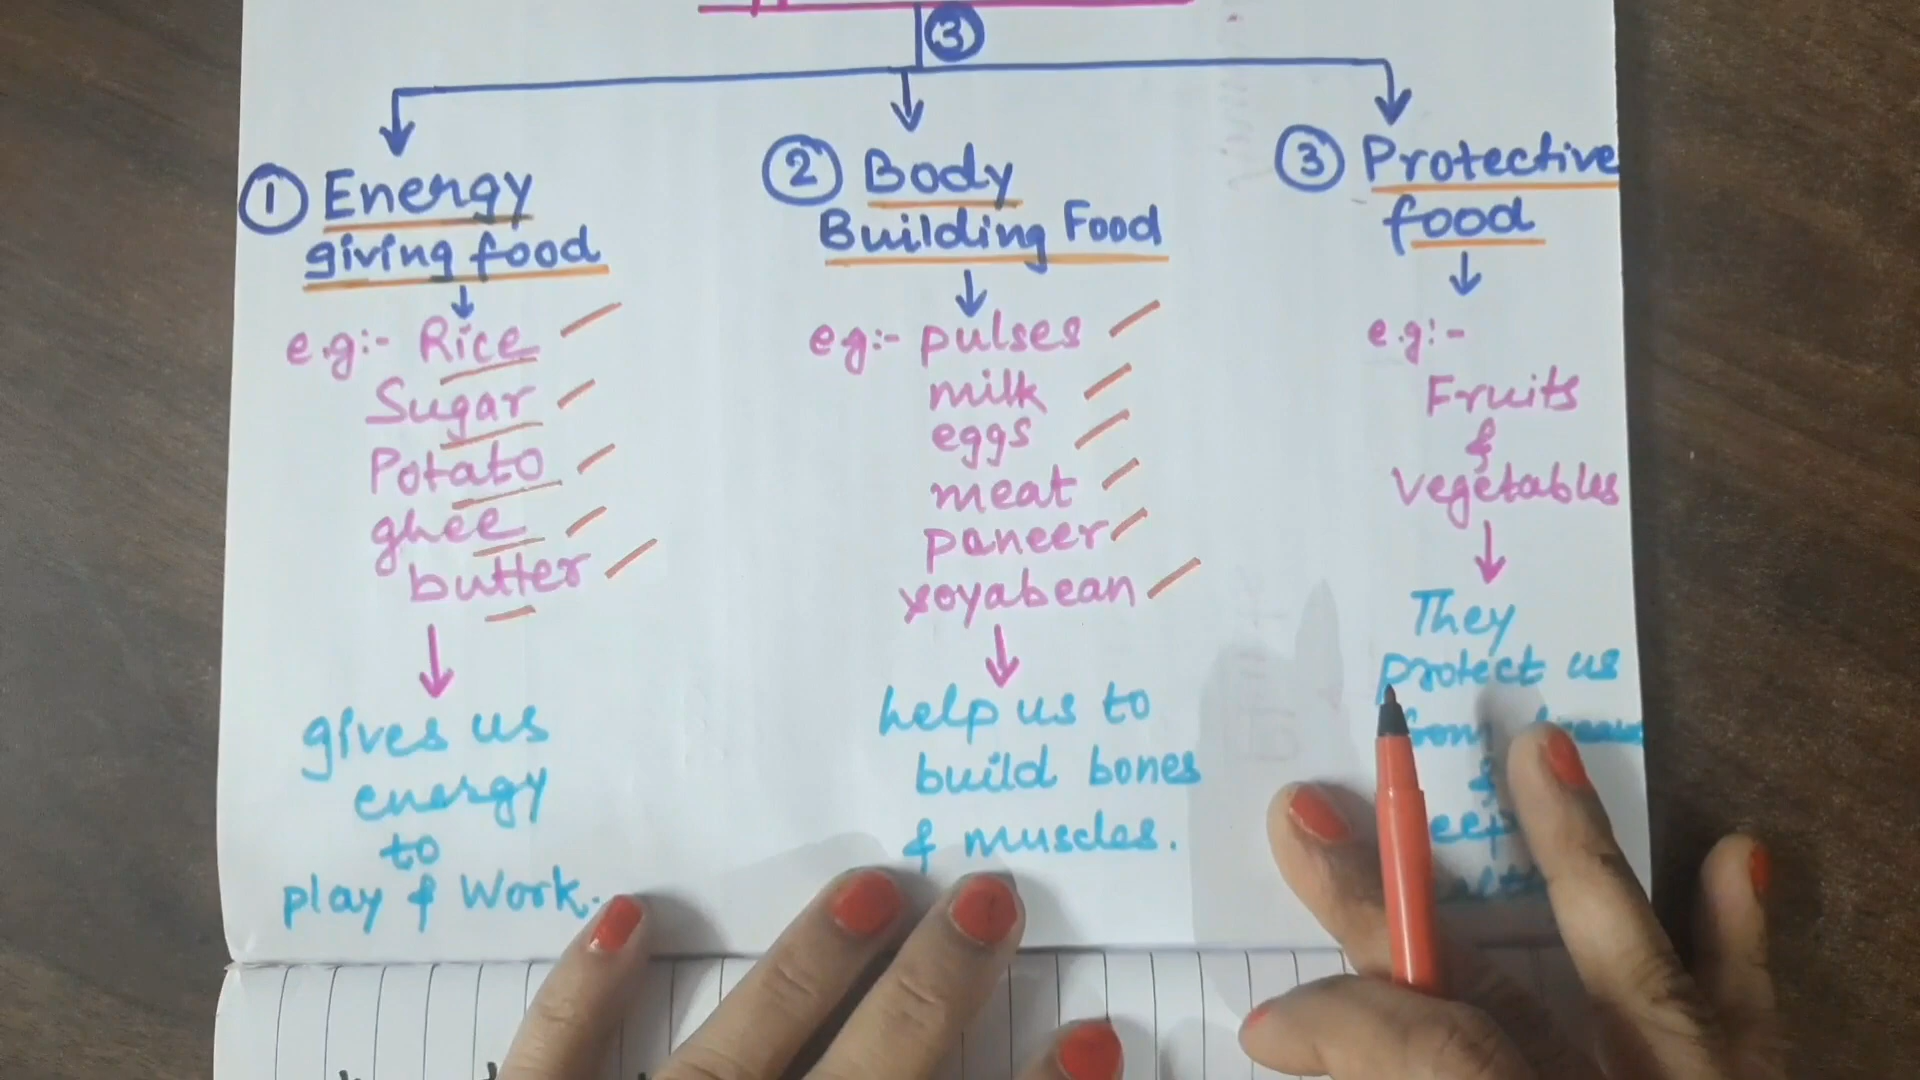 3
1 Energy
giving food
e.g:- Rice
Sugar
Potato
ghee
butter
gives us
energy
to
play & Work.
2 Body
Building Food
eg:- pulses
milk
eggs
meat
paneer
soyabean
help us to
build bones
& muscles.
3 Protective
food
e.g:-
Fruits
&
Vegetables
They
protect us
&